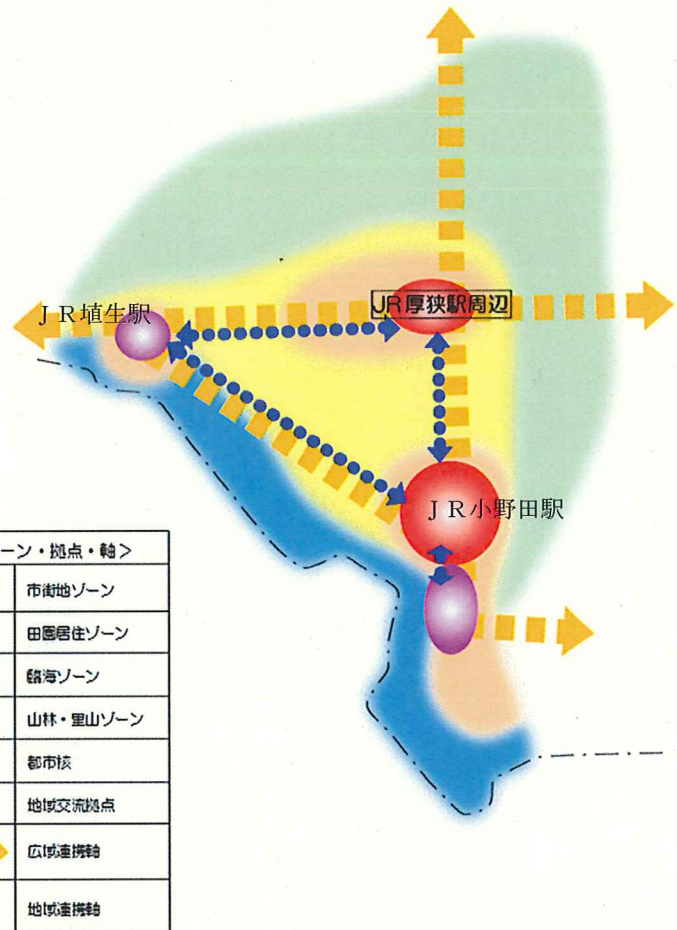 JR厚狭駅周辺
JR埴生駅
JR小野田駅
ーン・拠点・軸＞
市街地ゾーン
田園居住ゾーン
臨海ゾーン
山林・里山ゾーン
都市核
地域交流拠点
広域連携軸
地域連携軸